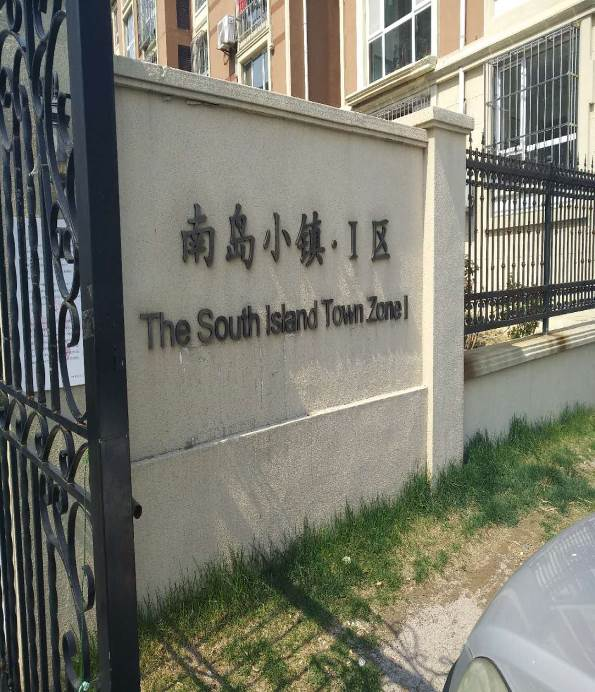 南岛小镇·I区
The South Island Town Zone I